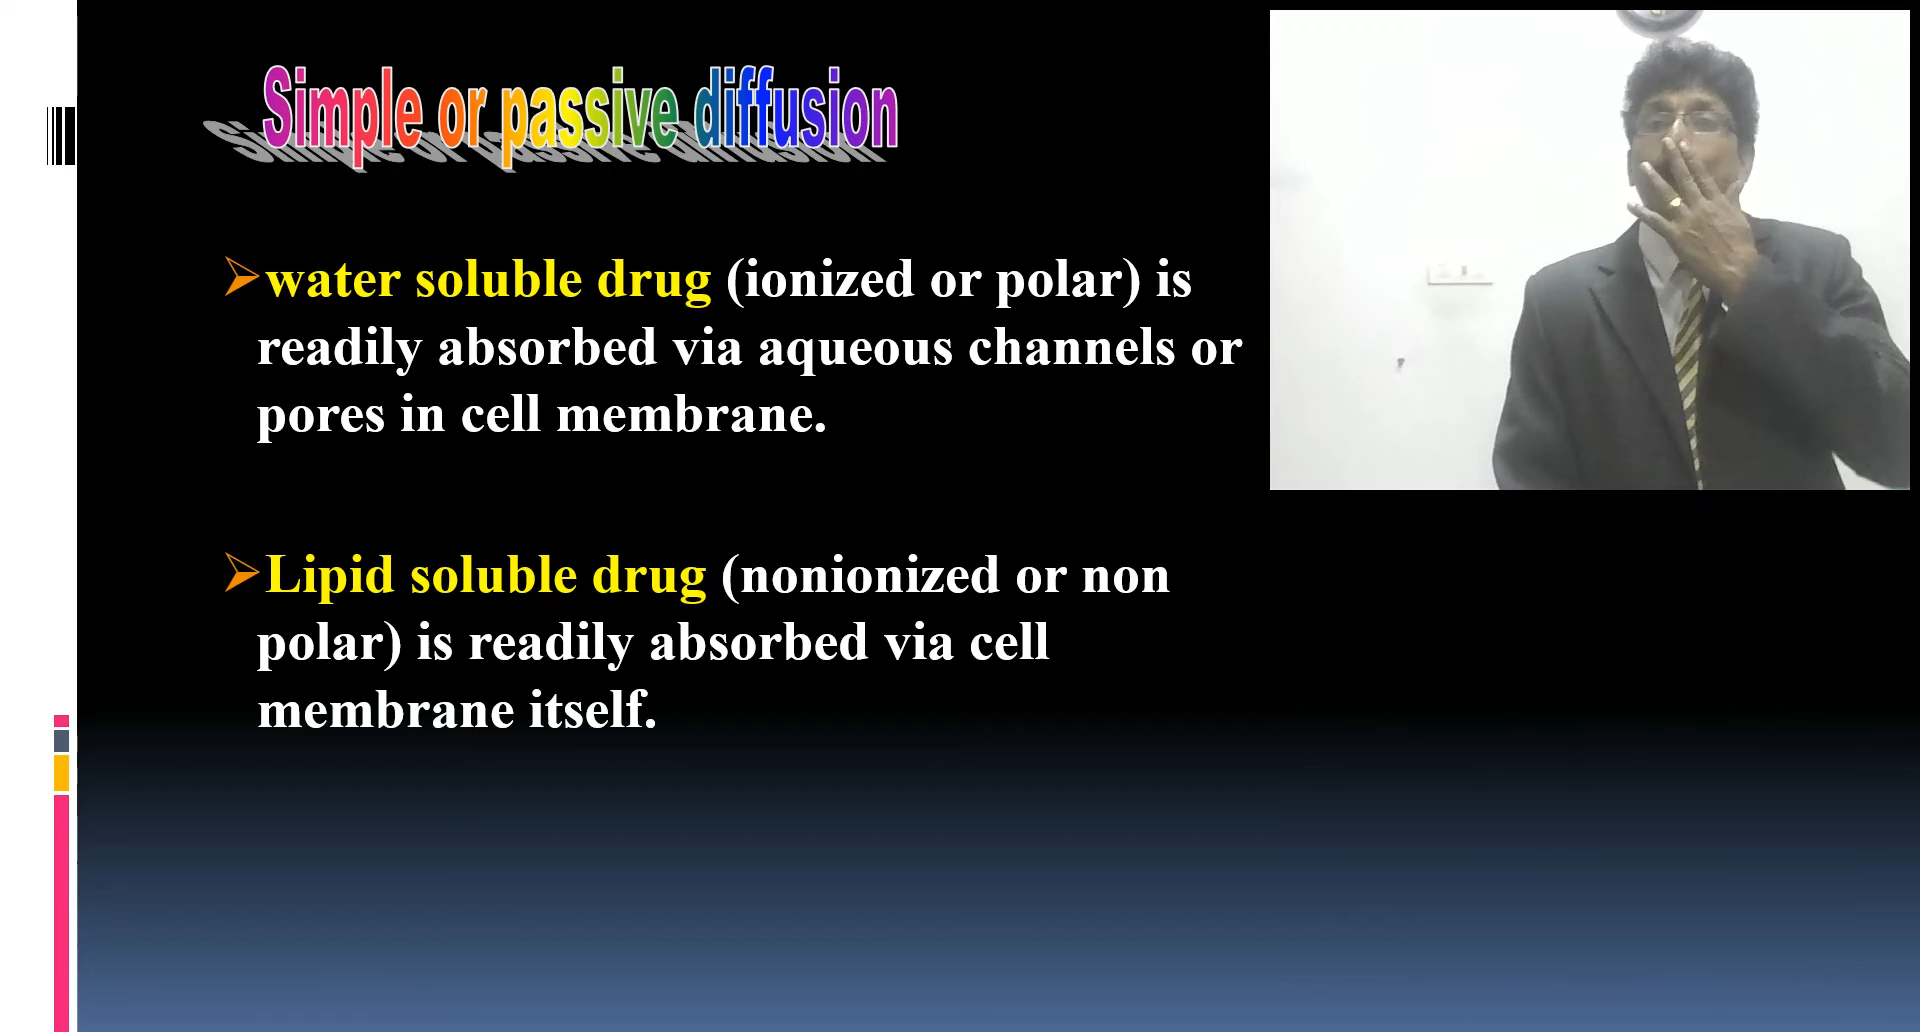 Simple or passive diffusion
water soluble drug (ionized or polar) is
readily absorbed via aqueous channels or
pores in cell membrane.
Lipid soluble drug (nonionized or non
polar) is readily absorbed via cell
membrane itself.